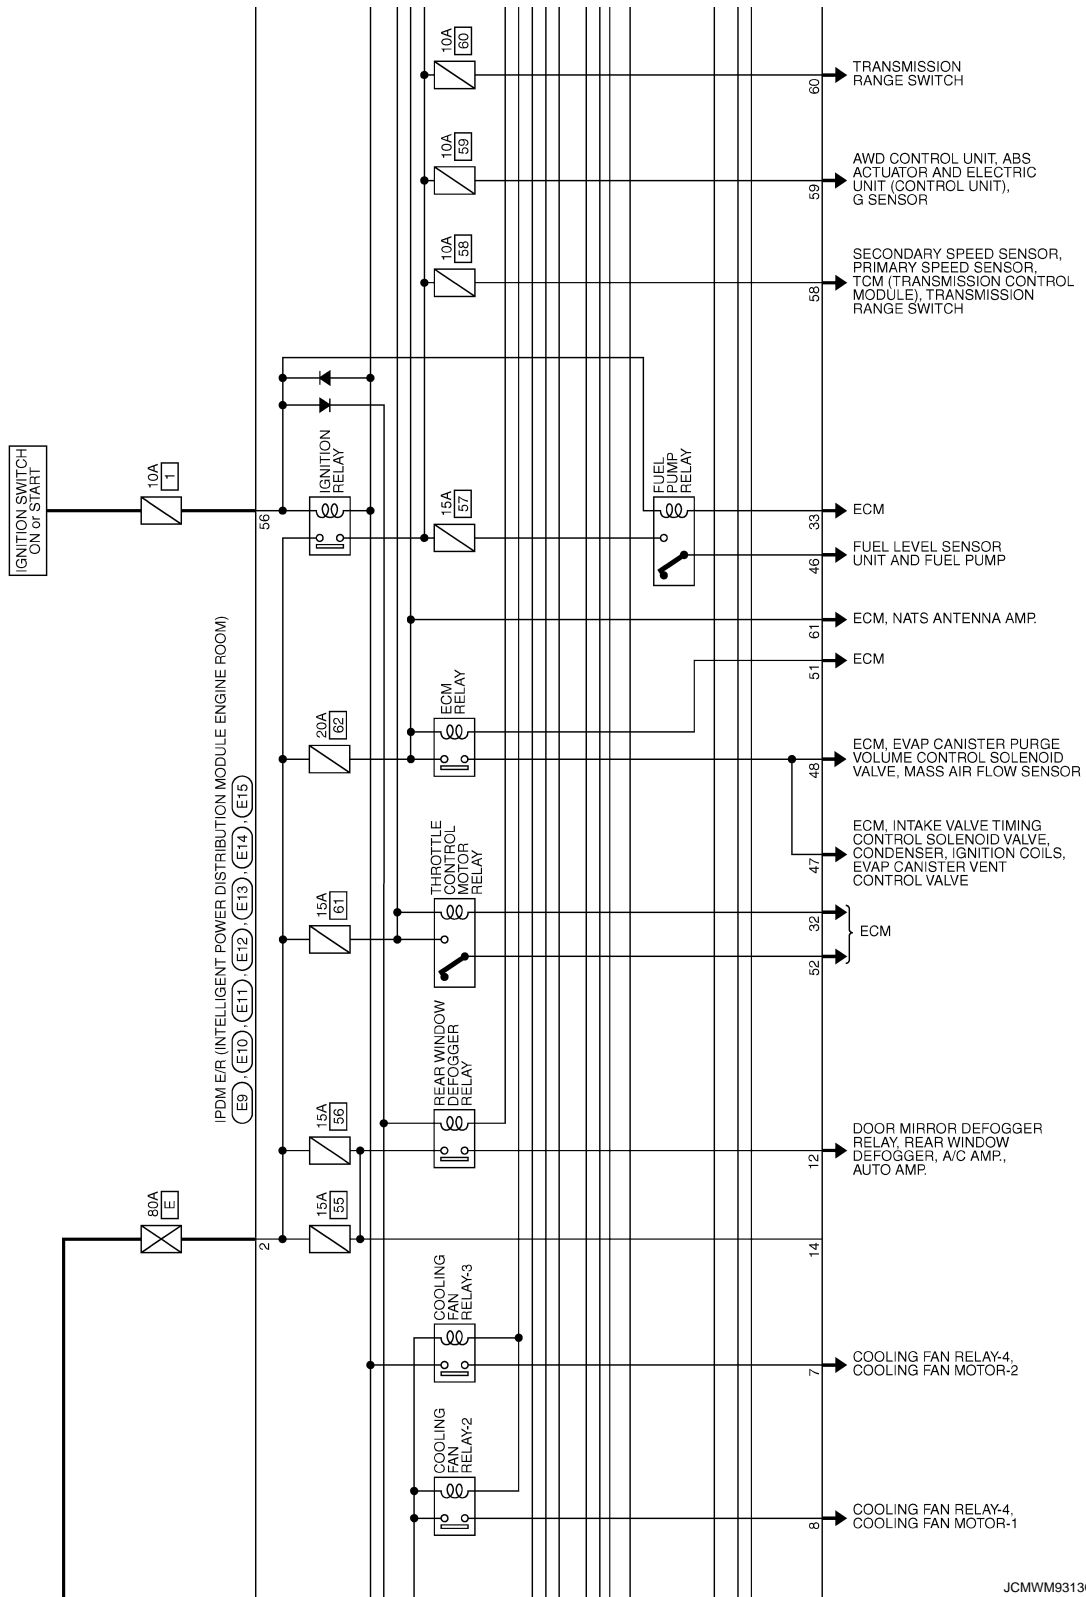 10A
60
60
TRANSMISSION
RANGE SWITCH
10A
59
59
AWD CONTROL UNIT, ABS
ACTUATOR AND ELECTRIC
UNIT (CONTROL UNIT),
G SENSOR
10A
58
58
SECONDARY SPEED SENSOR,
PRIMARY SPEED SENSOR,
TCM (TRANSMISSION CONTROL
MODULE), TRANSMISSION
RANGE SWITCH
IGNITION SWITCH
ON or START
10A
1
56
IGNITION
RELAY
15A
57
FUEL
PUMP
RELAY
33
ECM
46
FUEL LEVEL SENSOR
UNIT AND FUEL PUMP
61
ECM, NATS ANTENNA AMP.
51
ECM
IPDM E/R (INTELLIGENT POWER DISTRIBUTION MODULE ENGINE ROOM)
E9 , E10 , E11 , E12 , E13 , E14 , E15
20A
62
ECM
RELAY
48
ECM, EVAP CANISTER PURGE
VOLUME CONTROL SOLENOID
VALVE, MASS AIR FLOW SENSOR
47
ECM, INTAKE VALVE TIMING
CONTROL SOLENOID VALVE,
CONDENSER, IGNITION COILS,
EVAP CANISTER VENT
CONTROL VALVE
15A
61
THROTTLE
CONTROL
MOTOR
RELAY
32
52
ECM
15A
56
REAR WINDOW
DEFOGGER
RELAY
12
DOOR MIRROR DEFOGGER
RELAY, REAR WINDOW
DEFOGGER, A/C AMP.,
AUTO AMP.
80A
E
2
15A
55
14
COOLING
FAN
RELAY-3
7
COOLING FAN RELAY-4,
COOLING FAN MOTOR-2
COOLING
FAN
RELAY-2
8
COOLING FAN RELAY-4,
COOLING FAN MOTOR-1